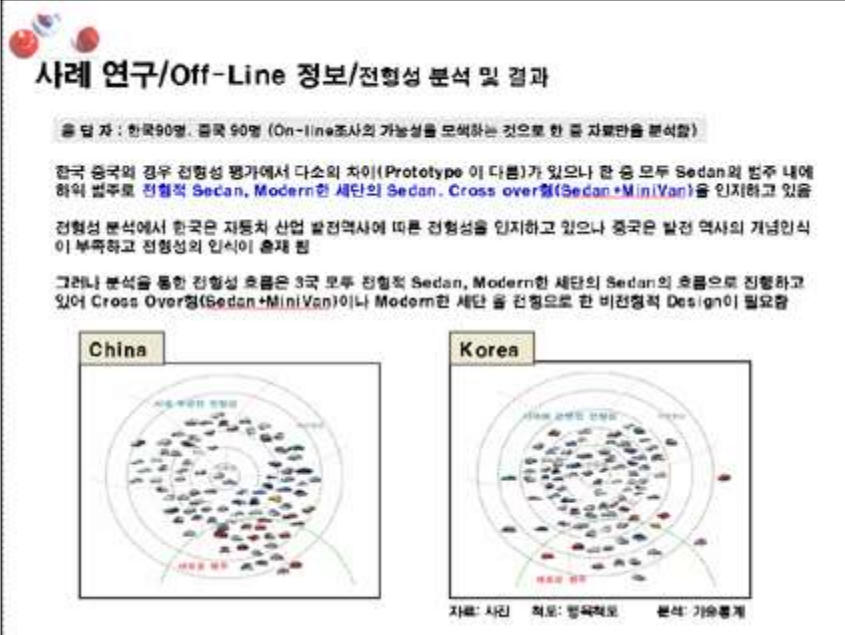 사례 연구/Off-Line 정보/전형성 분석 및 결과
응 답 자 : 한국90명. 중국 90명 (On-line조사의 가능성을 모색하는 것으로 한 중 자료만을 분석함)
한국 중국의 경우 전형성 평가에서 다소의 차이(Prototype 이 다름)가 있으나 한 중 모두 Sedan의 범주 내에
하위 범주로 전형적 Sedan, Modern한 세단의 Sedan. Cross over형(Sedan+MiniVan)을 인지하고 있음
전형성 분석에서 한국은 자동차 산업 발전역사에 따른 전형성을 인지하고 있으나 중국은 발전 역사의 개념인식
이 부족하고 전형성의 인식이 혼재 됨
그러나 분석을 통한 전형성 흐름은 3국 모두 전형적 Sedan, Modern한 세단의 Sedan의 흐름으로 진행하고
있어 Cross Over형(Sedan+MiniVan)이나 Modern한 세단 을 전형으로 한 비전형적 Design이 필요함
China
Korea
새로운 범주
새로운 범주
자료: 사진 척도: 명목척도 분석: 기술통계